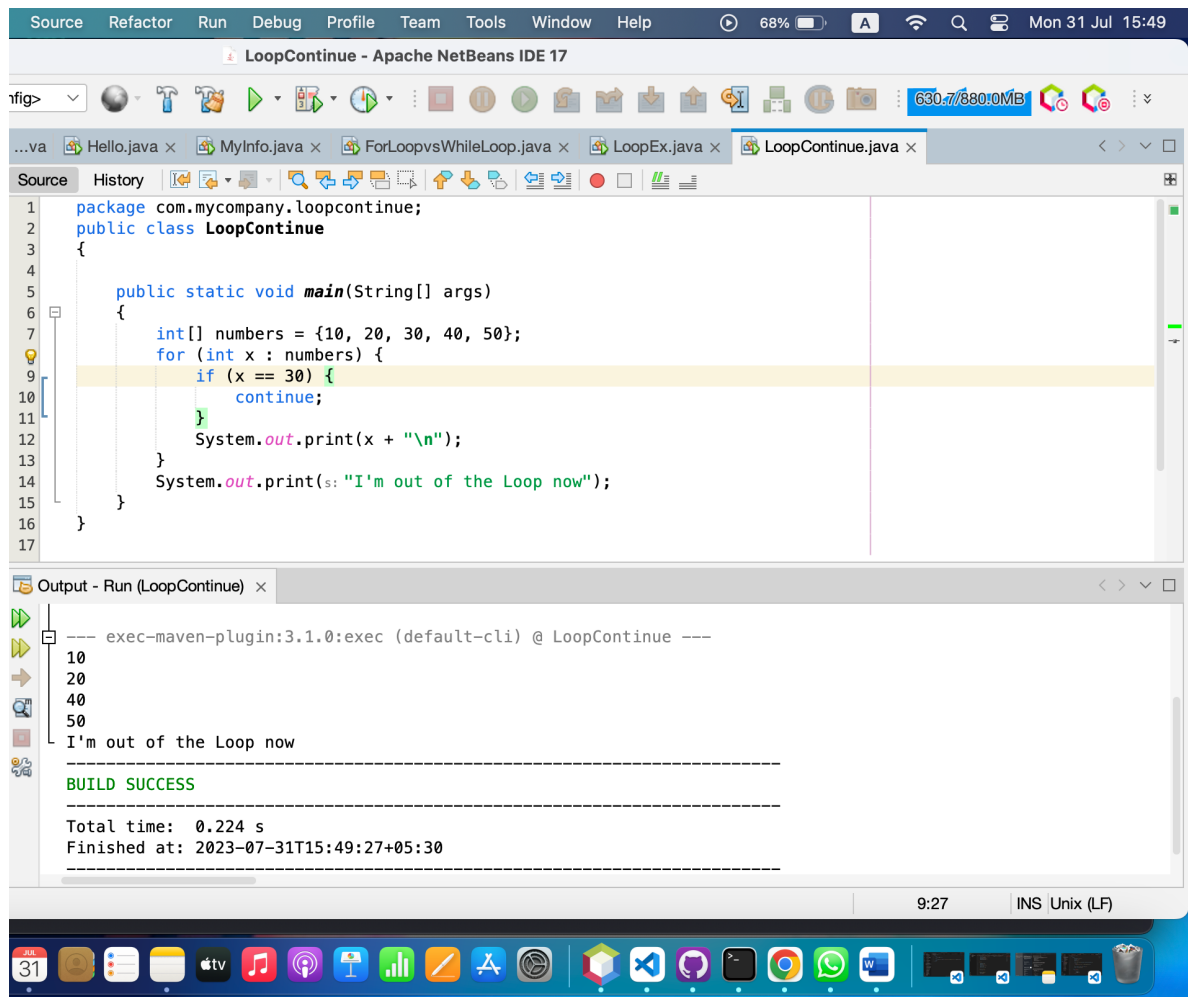 Source Refactor Run Debug Profile Team Tools Window Help 68% A Mon 31 Jul 15:49
LoopContinue - Apache NetBeans IDE 17
nfig> 630.7/880.0MB
...va Hello.java MyInfo.java ForLoopvsWhileLoop.java LoopEx.java LoopContinue.java
Source History
1 package com.mycompany.loopcontinue;
2 public class LoopContinue
3 {
4
5 public static void main(String[] args)
6 {
7 int[] numbers = {10, 20, 30, 40, 50};
for (int x : numbers) {
9 if (x == 30) {
10 continue;
11 }
12 System.out.print(x + "\n");
13 }
14 System.out.print(s: "I'm out of the Loop now");
15 }
16 }
17
Output - Run (LoopContinue)
--- exec-maven-plugin:3.1.0:exec (default-cli) @ LoopContinue ---
10
20
40
50
I'm out of the Loop now
------------------------------------------------------------------------
BUILD SUCCESS
------------------------------------------------------------------------
Total time:  0.224 s
Finished at: 2023-07-31T15:49:27+05:30
------------------------------------------------------------------------
9:27 INS Unix (LF)
JUL
31
tv
W